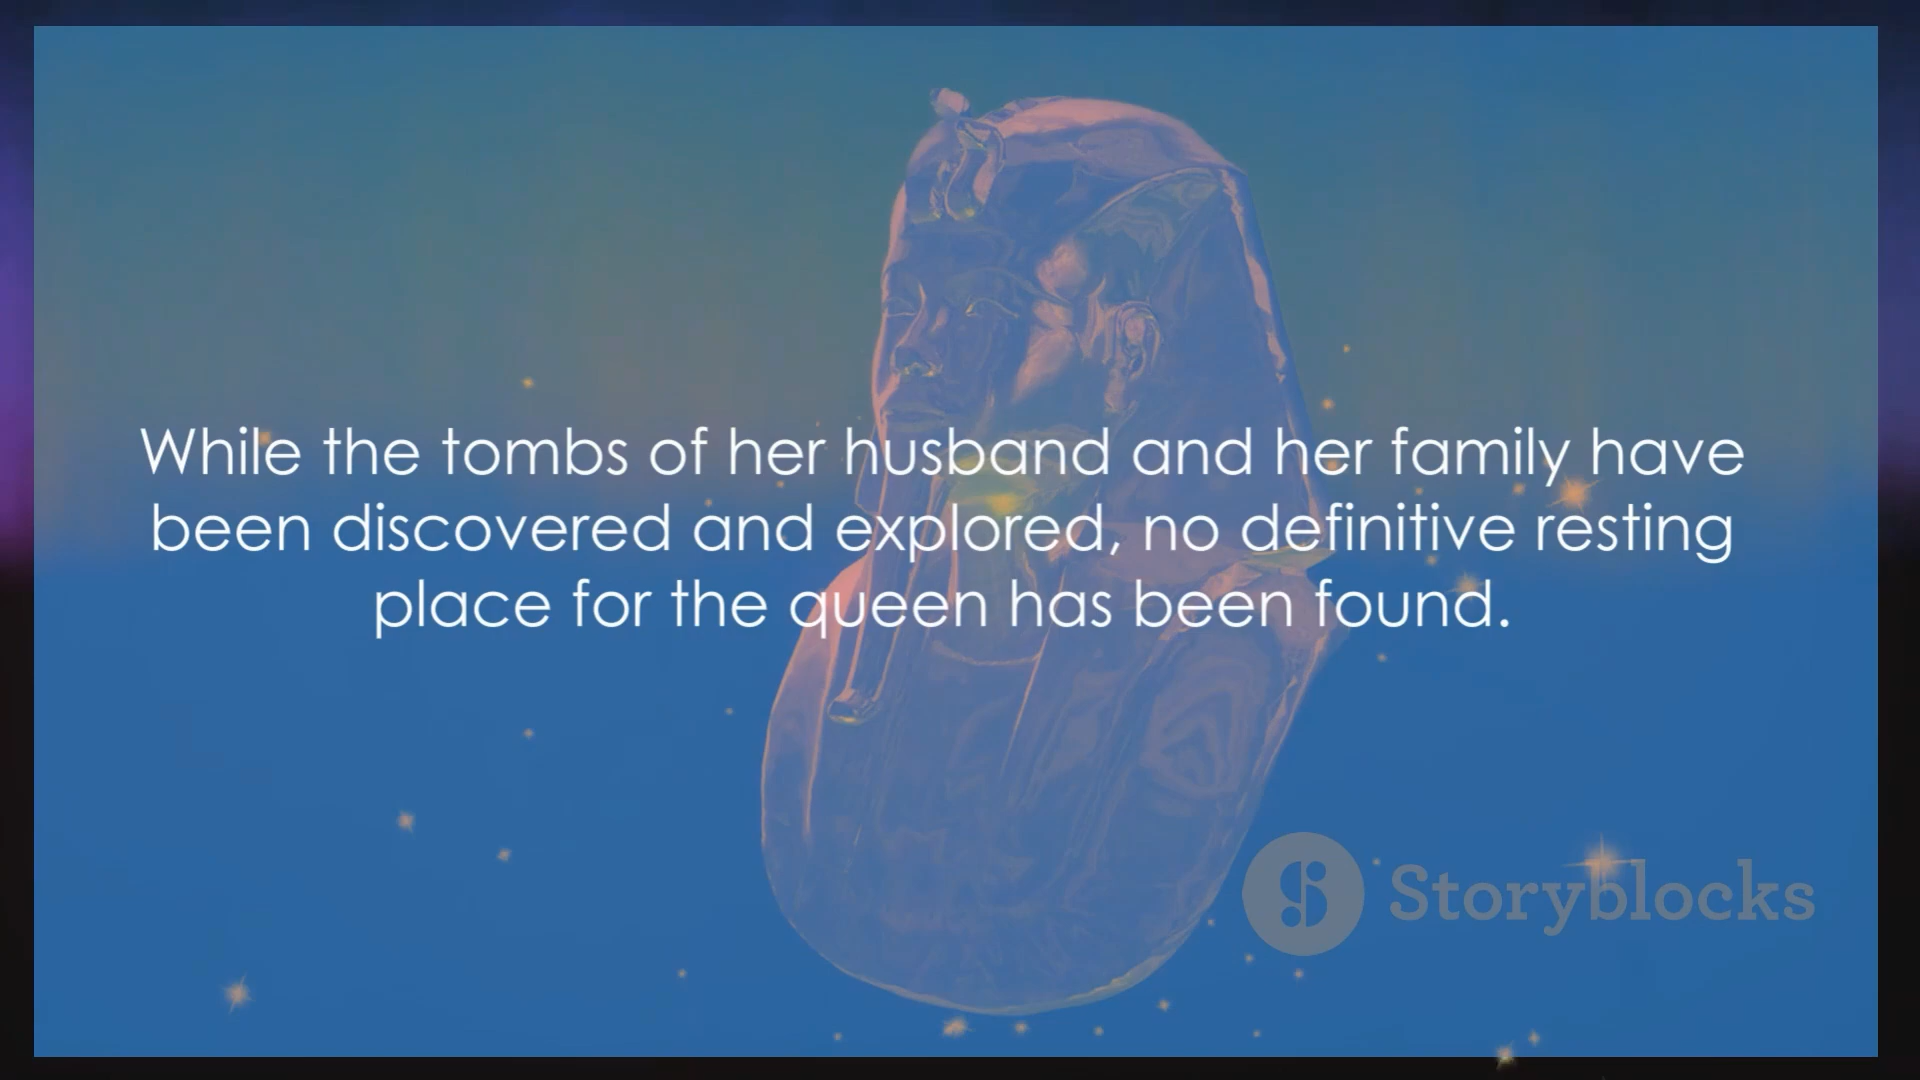 While the tombs of her husband and her family have
been discovered and explored, no definitive resting
place for the queen has been found.
Storyblocks